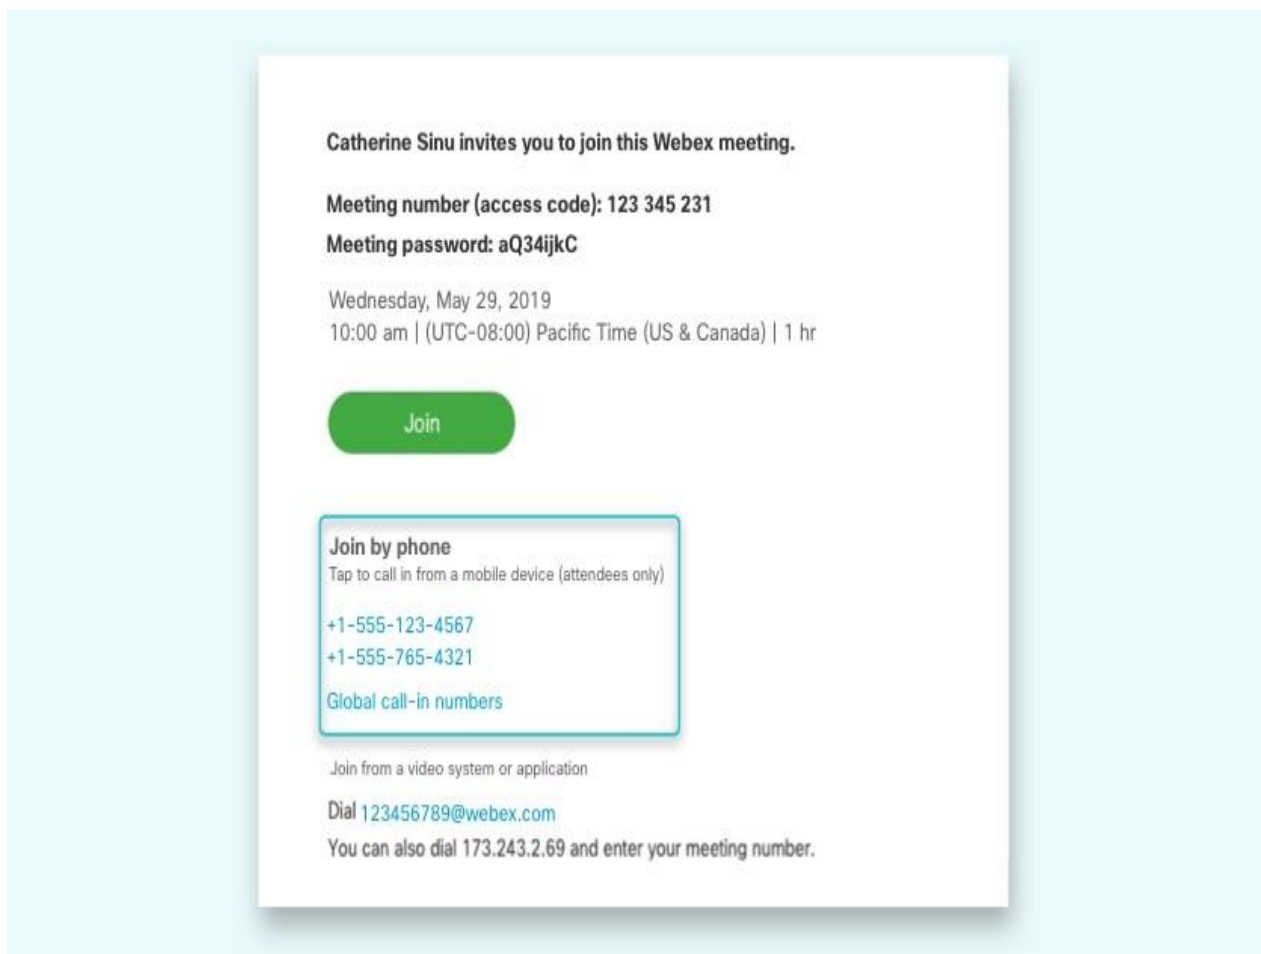 Catherine Sinu invites you to join this Webex meeting.
Meeting number (access code): 123 345 231
Meeting password: aQ34ijkC
Wednesday, May 29, 2019
10:00 am | (UTC-08:00) Pacific Time (US & Canada) | 1 hr
Join
Join by phone
Tap to call in from a mobile device (attendees only)
+1-555-123-4567
+1-555-765-4321
Global call-in numbers
Join from a video system or application
Dial 123456789@webex.com
You can also dial 173.243.2.69 and enter your meeting number.